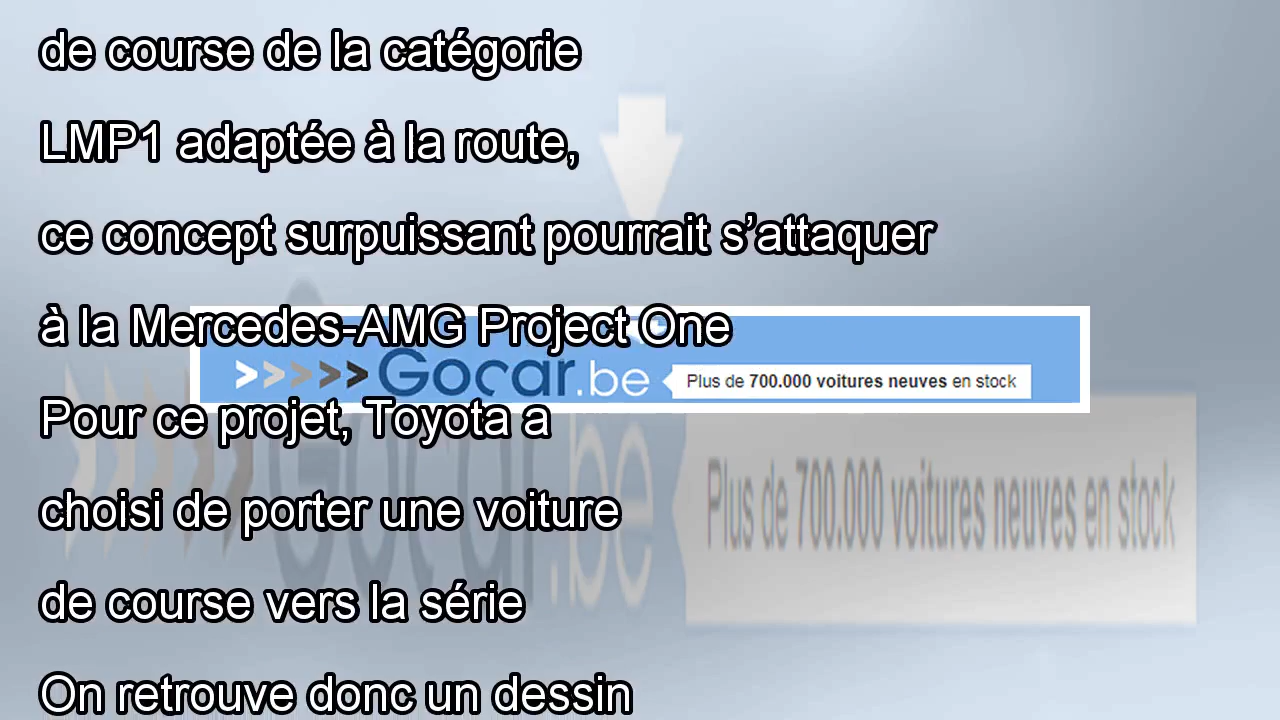 de course de la catégorie
LMP1 adaptée à la route,
ce concept surpuissant pourrait s’attaquer
à la Mercedes-AMG Project One
>>>>> Gocar.be Plus de 700.000 voitures neuves en stock
Pour ce projet, Toyota a
choisi de porter une voiture
Gocar.be Plus de 700.000 voitures neuves en stock
de course vers la série
On retrouve donc un dessin